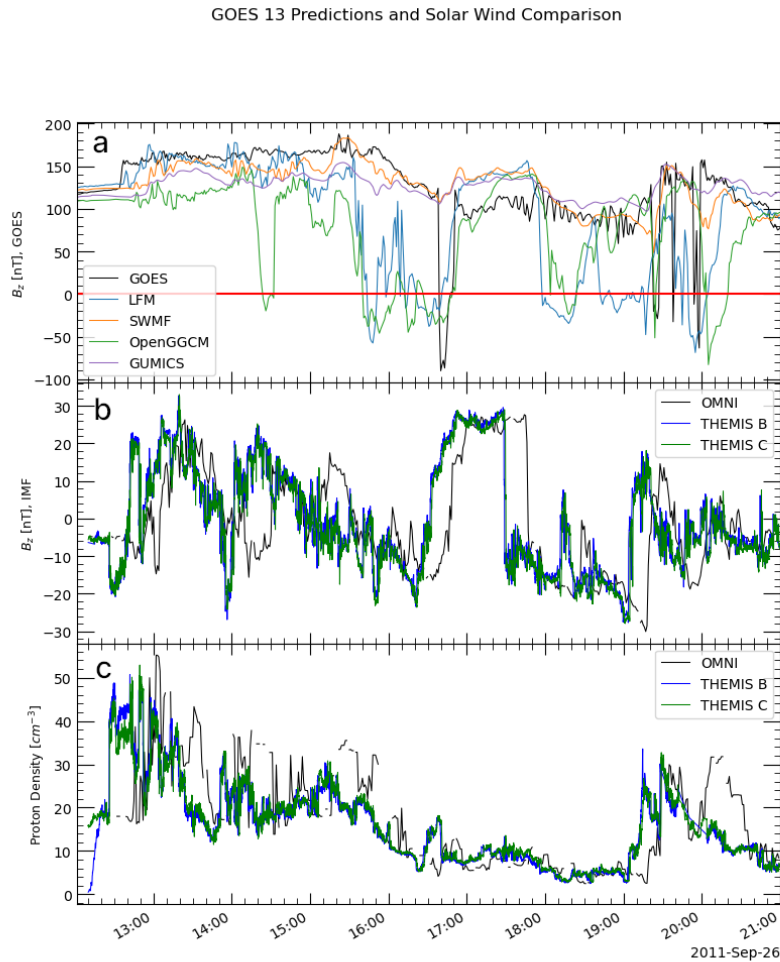 GOES 13 Predictions and Solar Wind Comparison
a
B_z [nT], GOES
200
150
100
50
0
−50
−100
GOES
LFM
SWMF
OpenGGCM
GUMICS
b
B_z [nT], IMF
30
20
10
0
−10
−20
−30
OMNI
THEMIS B
THEMIS C
c
Proton Density [cm^{-3}]
50
40
30
20
10
0
OMNI
THEMIS B
THEMIS C
13:00
14:00
15:00
16:00
17:00
18:00
19:00
20:00
21:00
2011-Sep-26